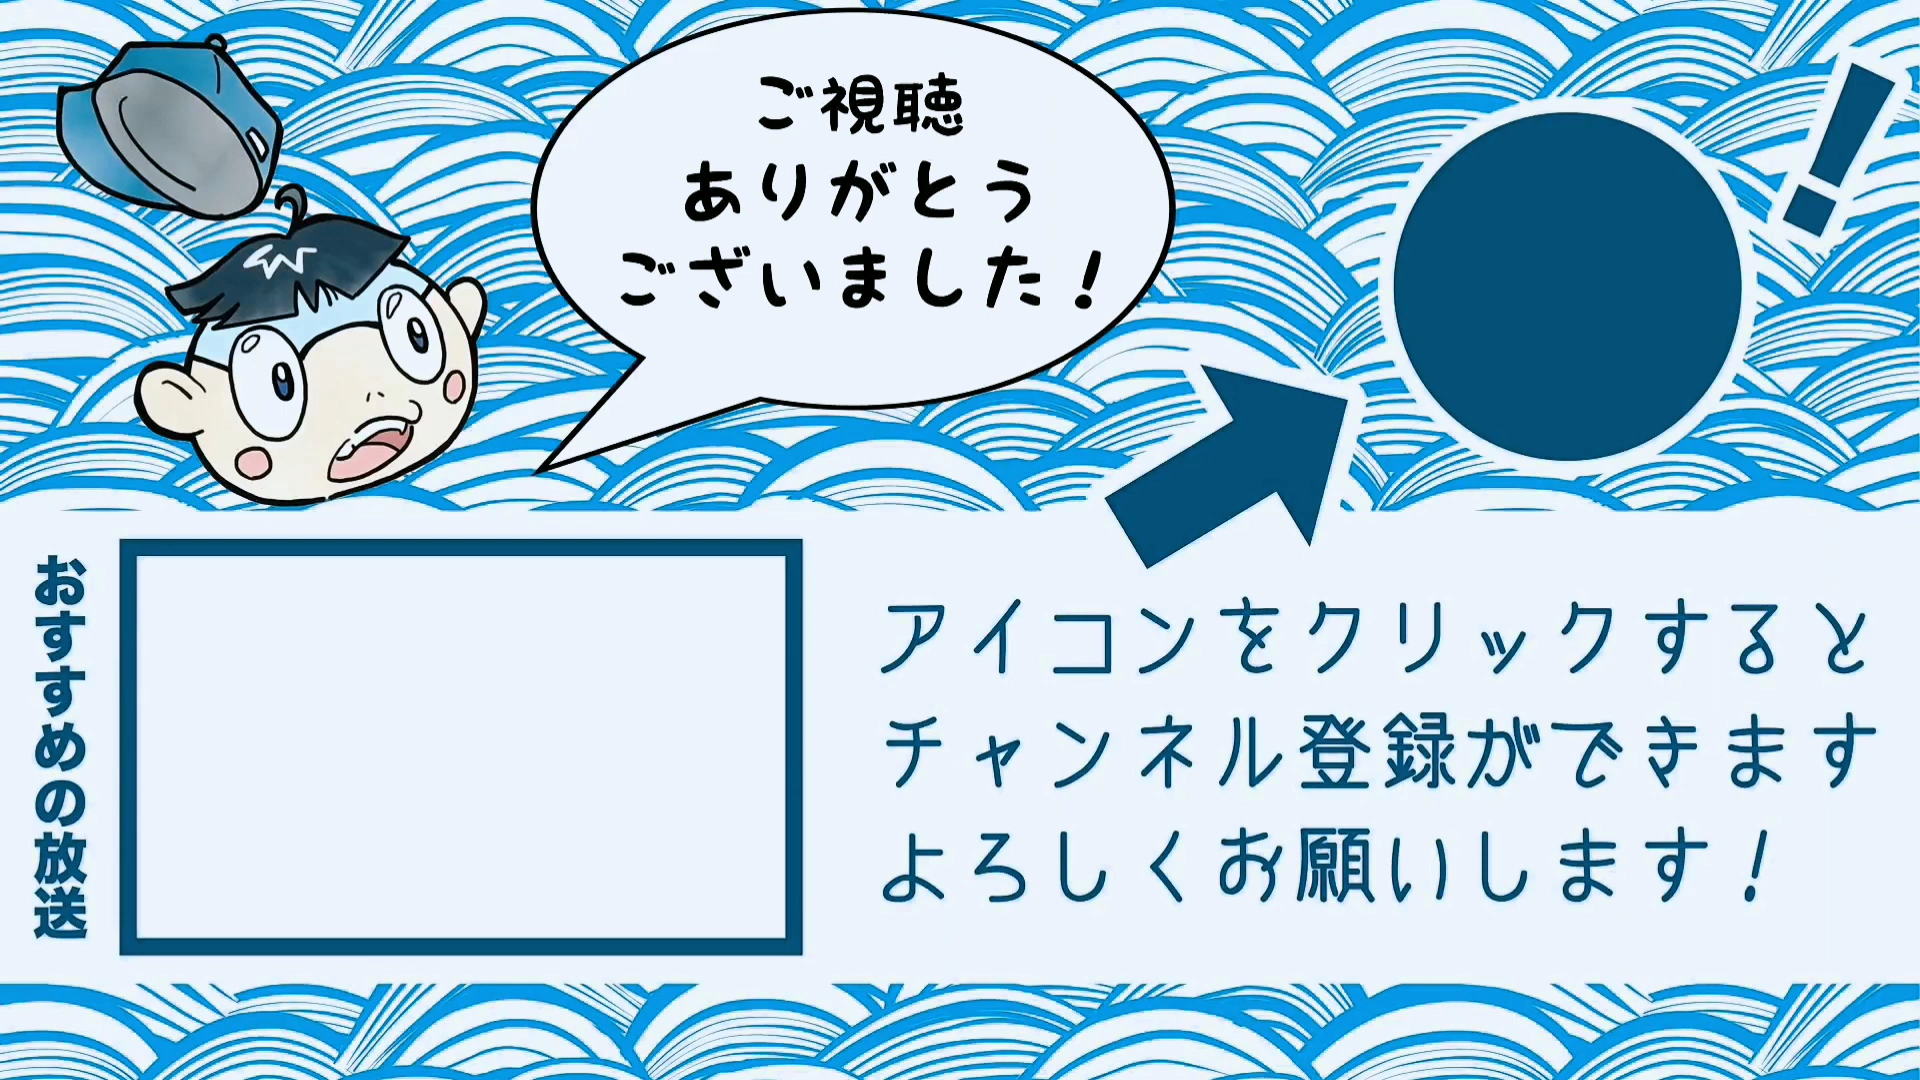 ご視聴
ありがとう
ございました！
おすすめの放送
アイコンをクリックすると
チャンネル登録ができます
よろしくお願いします！